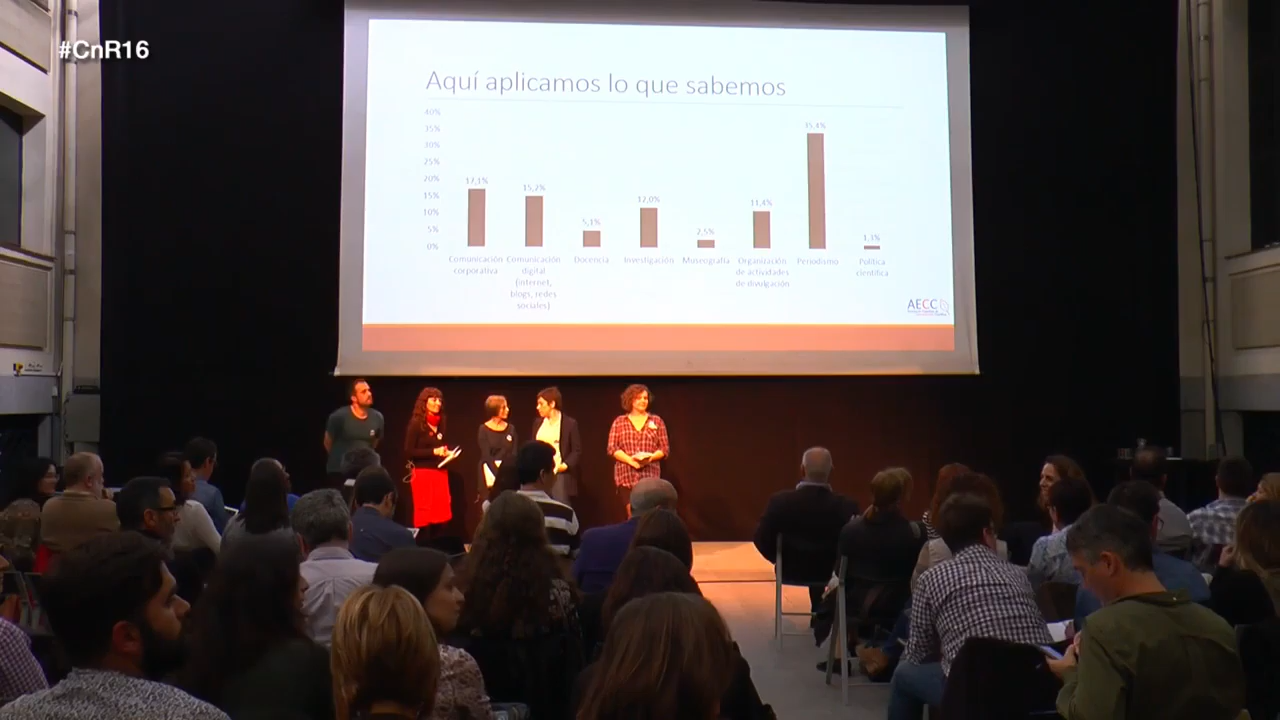 #CnR16
Aquí aplicamos lo que sabemos
40%
35%
30%
25%
20%
15%
10%
5%
0%
17,1%
15,2%
5,1%
12,0%
2,5%
11,4%
35,4%
1,3%
Comunicación
corporativa
Comunicación
digital
(internet,
blogs, redes
sociales)
Docencia
Investigación
Museografía
Organización
de actividades
de divulgación
Periodismo
Política
científica
AECC